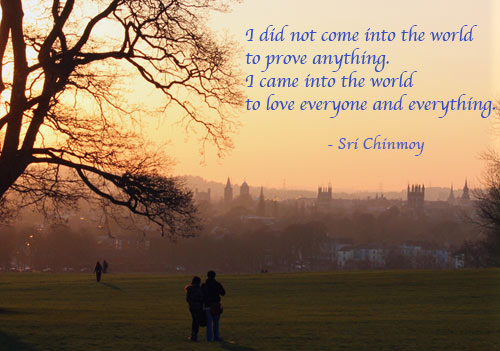 I did not come into the world
to prove anything.
I came into the world
to love everyone and everything.
- Sri Chinmoy